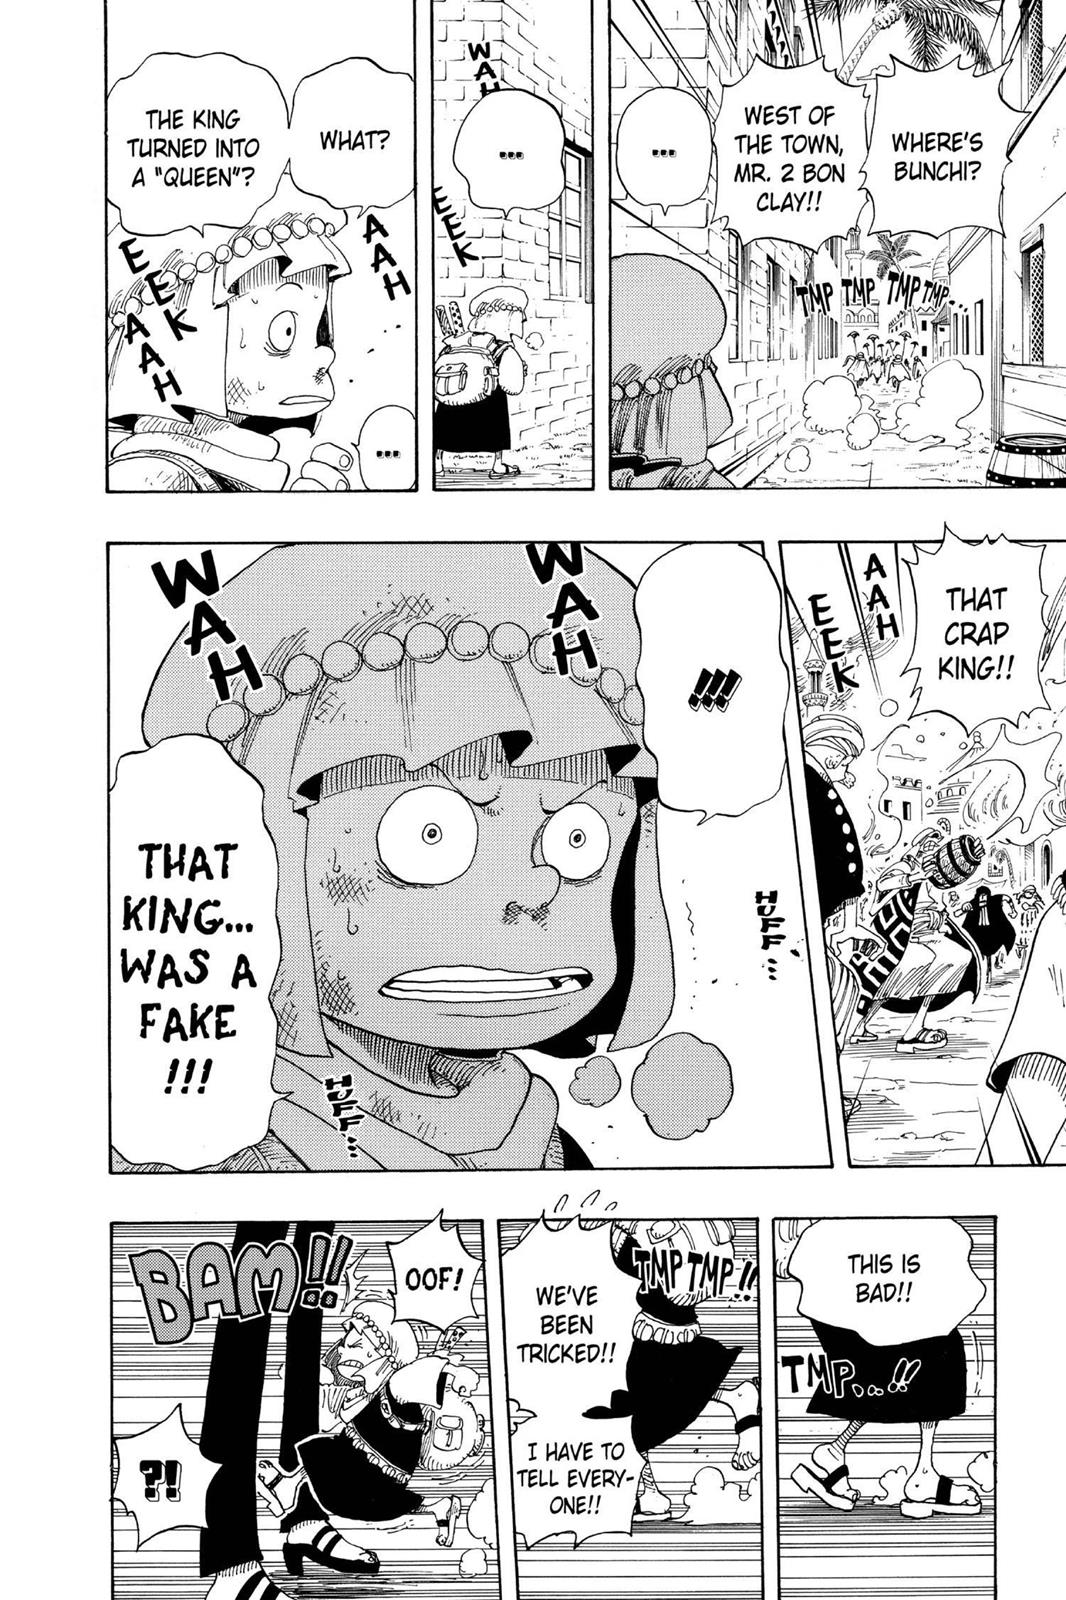 WHERE'S
BUNCHI?
WEST OF
THE TOWN,
MR. 2 BON
CLAY!!
TMP TMP TMP TMP...
...
WAH
...
EEK
WHAT?
THE KING
TURNED INTO
A "QUEEN"?
AAH
EEK
AAH
...
THAT
CRAP
KING!!
AAH
EEK
!!!
WAH
WAH
HUFF...
THAT
KING...
WAS A
FAKE
!!!
HUFF...
THIS IS
BAD!!
TMP...!!
TMP TMP!!
WE'VE
BEEN
TRICKED!!
I HAVE TO
TELL EVERY-
ONE!!
OOF!
BAM!!
?!